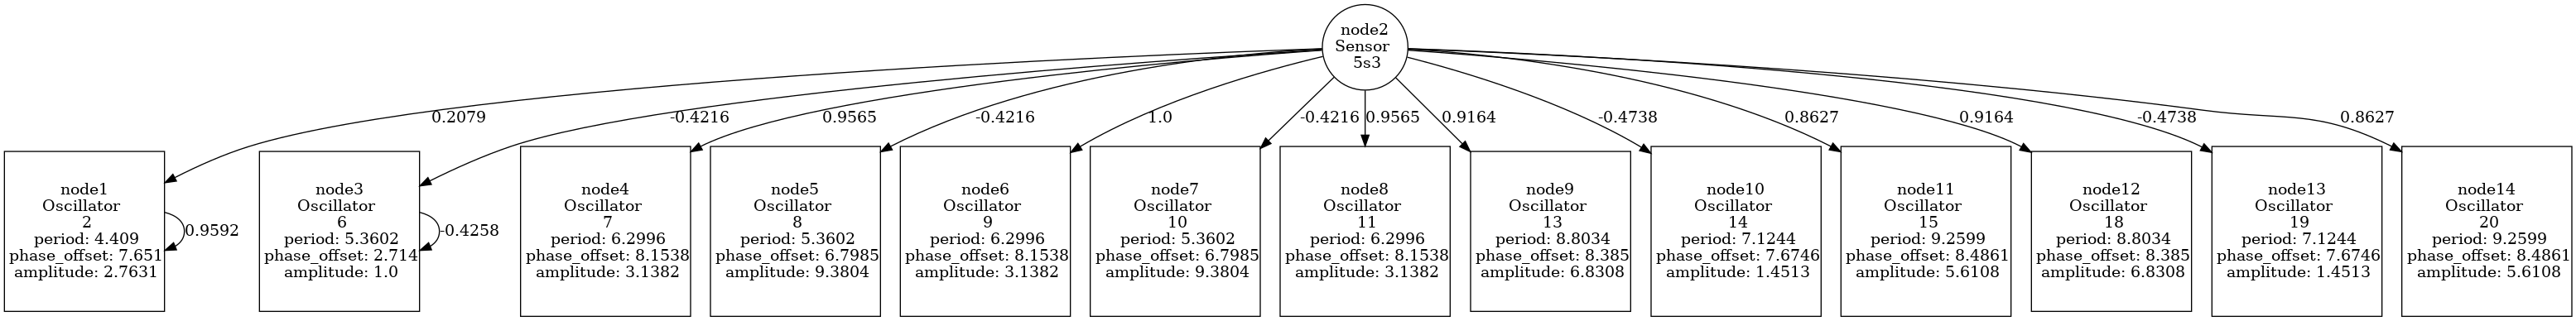 node2
Sensor
5s3
0.2079
-0.4216
0.9565
-0.4216
1.0
-0.4216
0.9565
0.9164
-0.4738
0.8627
0.9164
-0.4738
0.8627
node1
Oscillator
2
period: 4.409
phase_offset: 7.651
amplitude: 2.7631
0.9592
node3
Oscillator
6
period: 5.3602
phase_offset: 2.714
amplitude: 1.0
-0.4258
node4
Oscillator
7
period: 6.2996
phase_offset: 8.1538
amplitude: 3.1382
node5
Oscillator
8
period: 5.3602
phase_offset: 6.7985
amplitude: 9.3804
node6
Oscillator
9
period: 6.2996
phase_offset: 8.1538
amplitude: 3.1382
node7
Oscillator
10
period: 5.3602
phase_offset: 6.7985
amplitude: 9.3804
node8
Oscillator
11
period: 6.2996
phase_offset: 8.1538
amplitude: 3.1382
node9
Oscillator
13
period: 8.8034
phase_offset: 8.385
amplitude: 6.8308
node10
Oscillator
14
period: 7.1244
phase_offset: 7.6746
amplitude: 1.4513
node11
Oscillator
15
period: 9.2599
phase_offset: 8.4861
amplitude: 5.6108
node12
Oscillator
18
period: 8.8034
phase_offset: 8.385
amplitude: 6.8308
node13
Oscillator
19
period: 7.1244
phase_offset: 7.6746
amplitude: 1.4513
node14
Oscillator
20
period: 9.2599
phase_offset: 8.4861
amplitude: 5.6108